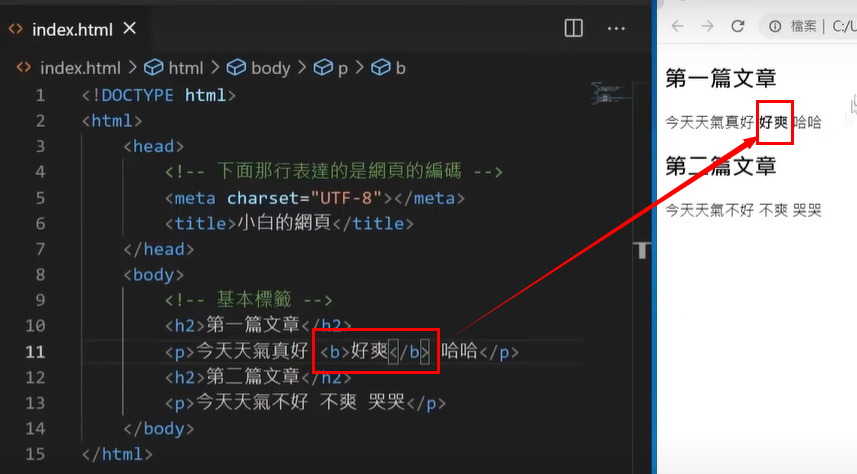 index.html
index.html > html > body > p > b
1 <!DOCTYPE html>
2 <html>
3 <head>
4 <!-- 下面那行表達的是網頁的編碼 -->
5 <meta charset="UTF-8"></meta>
6 <title>小白的網頁</title>
7 </head>
8 <body>
9 <!-- 基本標籤 -->
10 <h2>第一篇文章</h2>
11 <p>今天天氣真好 <b>好爽</b> 哈哈</p>
12 <h2>第二篇文章</h2>
13 <p>今天天氣不好 不爽 哭哭</p>
14 </body>
15 </html>
檔案 | C:/U
第一篇文章
今天天氣真好 好爽 哈哈
第二篇文章
今天天氣不好 不爽 哭哭